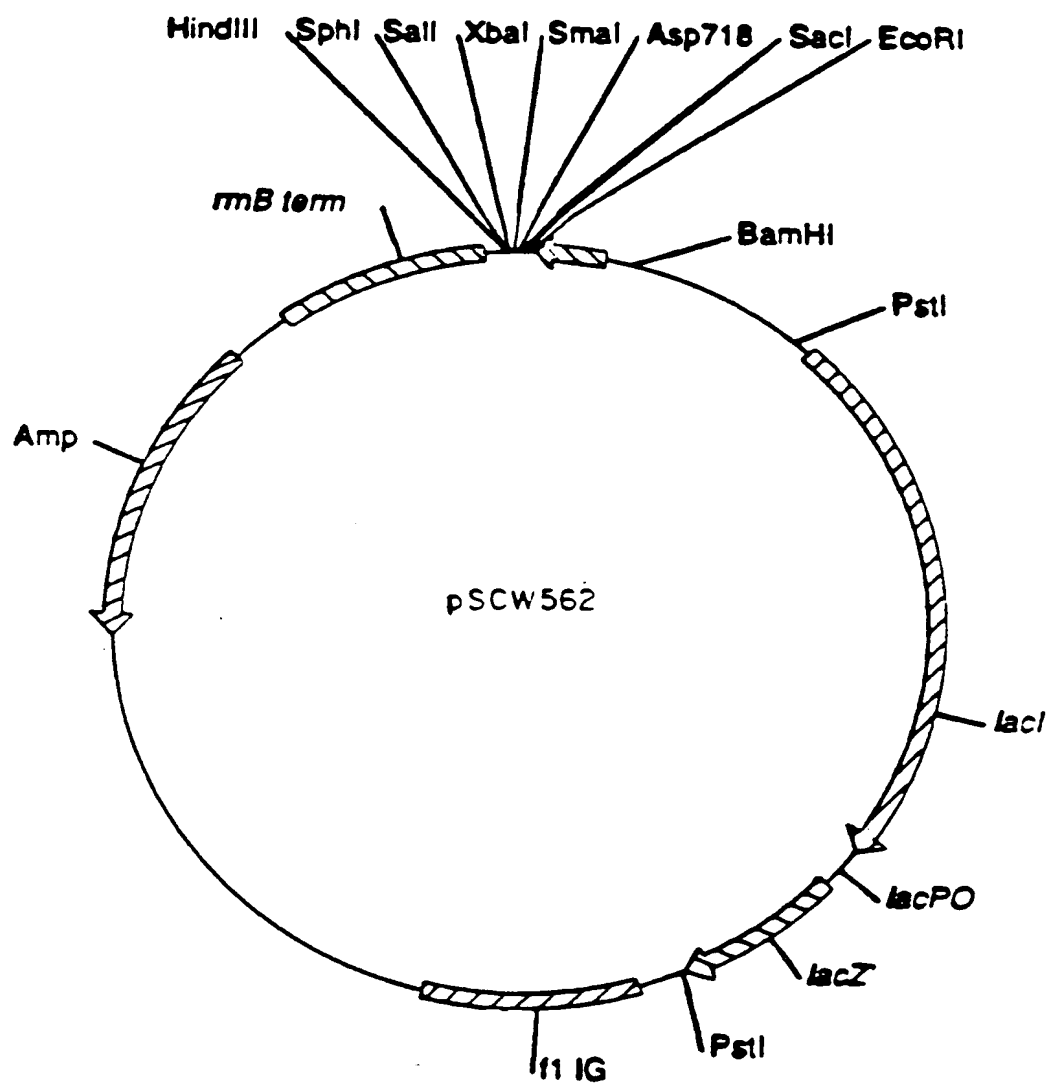 HindIII SphI SalI XbaI SmaI Asp718 SacI EcoRI
rrnB term
BamHI
PstI
Amp
pSCW562
lacI
lacPO
lacZ'
PstI
f1 IG